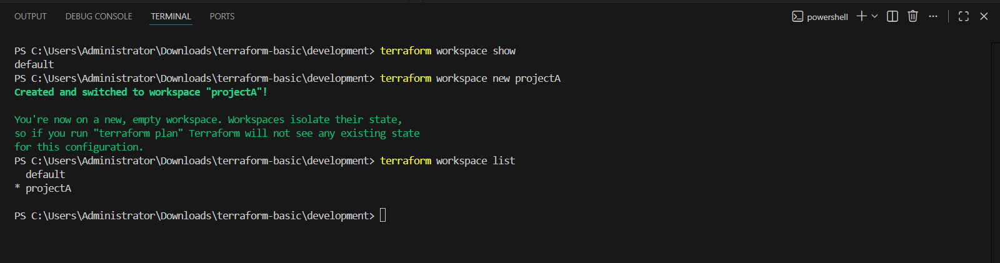 OUTPUT DEBUG CONSOLE TERMINAL PORTS powershell
PS C:\Users\Administrator\Downloads\terraform-basic\development> terraform workspace show
default
PS C:\Users\Administrator\Downloads\terraform-basic\development> terraform workspace new projectA
Created and switched to workspace "projectA"!
You're now on a new, empty workspace. Workspaces isolate their state,
so if you run "terraform plan" Terraform will not see any existing state
for this configuration.
PS C:\Users\Administrator\Downloads\terraform-basic\development> terraform workspace list
  default
* projectA
PS C:\Users\Administrator\Downloads\terraform-basic\development>